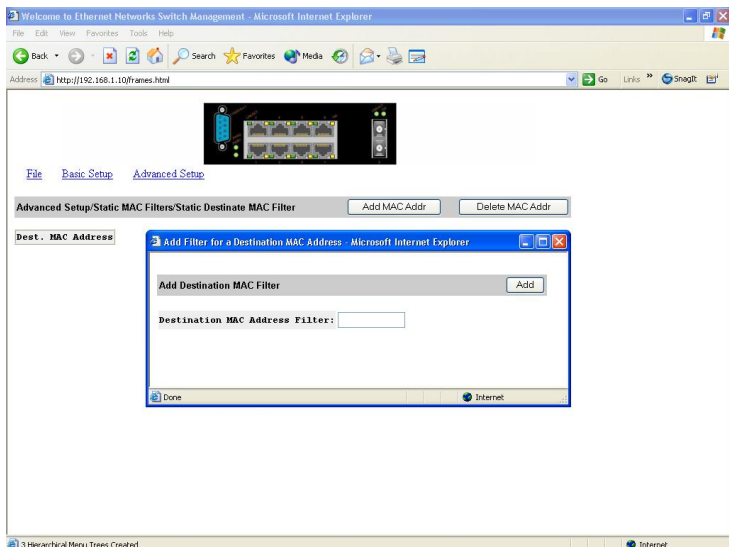 Welcome to Ethernet Networks Switch Management - Microsoft Internet Explorer
File Edit View Favorites Tools Help
Back Search Favorites Media
Address http://192.168.1.10/frames.html Go Links » SnagIt
File Basic Setup Advanced Setup
Advanced Setup/Static MAC Filters/Static Destinate MAC Filter Add MAC Addr Delete MAC Addr
Dest. MAC Address
Add Filter for a Destination MAC Address - Microsoft Internet Explorer
Add Destination MAC Filter Add
Destination MAC Address Filter:
Done Internet
3 Hierarchical Menu Trees Created. Internet